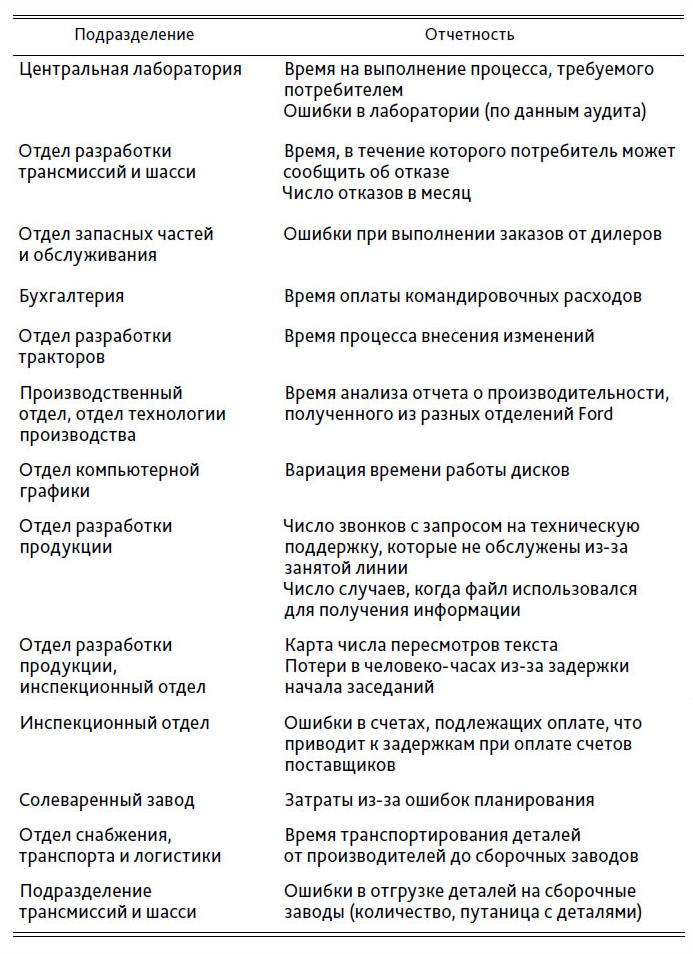 Подразделение Отчетность
Центральная лаборатория Время на выполнение процесса, требуемого
потребителем
Ошибки в лаборатории (по данным аудита)
Отдел разработки Время, в течение которого потребитель может
трансмиссий и шасси сообщить об отказе
Число отказов в месяц
Отдел запасных частей Ошибки при выполнении заказов от дилеров
и обслуживания
Бухгалтерия Время оплаты командировочных расходов
Отдел разработки Время процесса внесения изменений
тракторов
Производственный Время анализа отчета о производительности,
отдел, отдел технологии полученного из разных отделений Ford
производства
Отдел компьютерной Вариация времени работы дисков
графики
Отдел разработки Число звонков с запросом на техническую
продукции поддержку, которые не обслужены из-за
занятой линии
Число случаев, когда файл использовался
для получения информации
Отдел разработки Карта числа пересмотров текста
продукции, Потери в человеко-часах из-за задержки
инспекционный отдел начала заседаний
Инспекционный отдел Ошибки в счетах, подлежащих оплате, что
приводит к задержкам при оплате счетов
поставщиков
Солеваренный завод Затраты из-за ошибок планирования
Отдел снабжения, Время транспортирования деталей
транспорта и логистики от производителей до сборочных заводов
Подразделение Ошибки в отгрузке деталей на сборочные
трансмиссий и шасси заводы (количество, путаница с деталями)